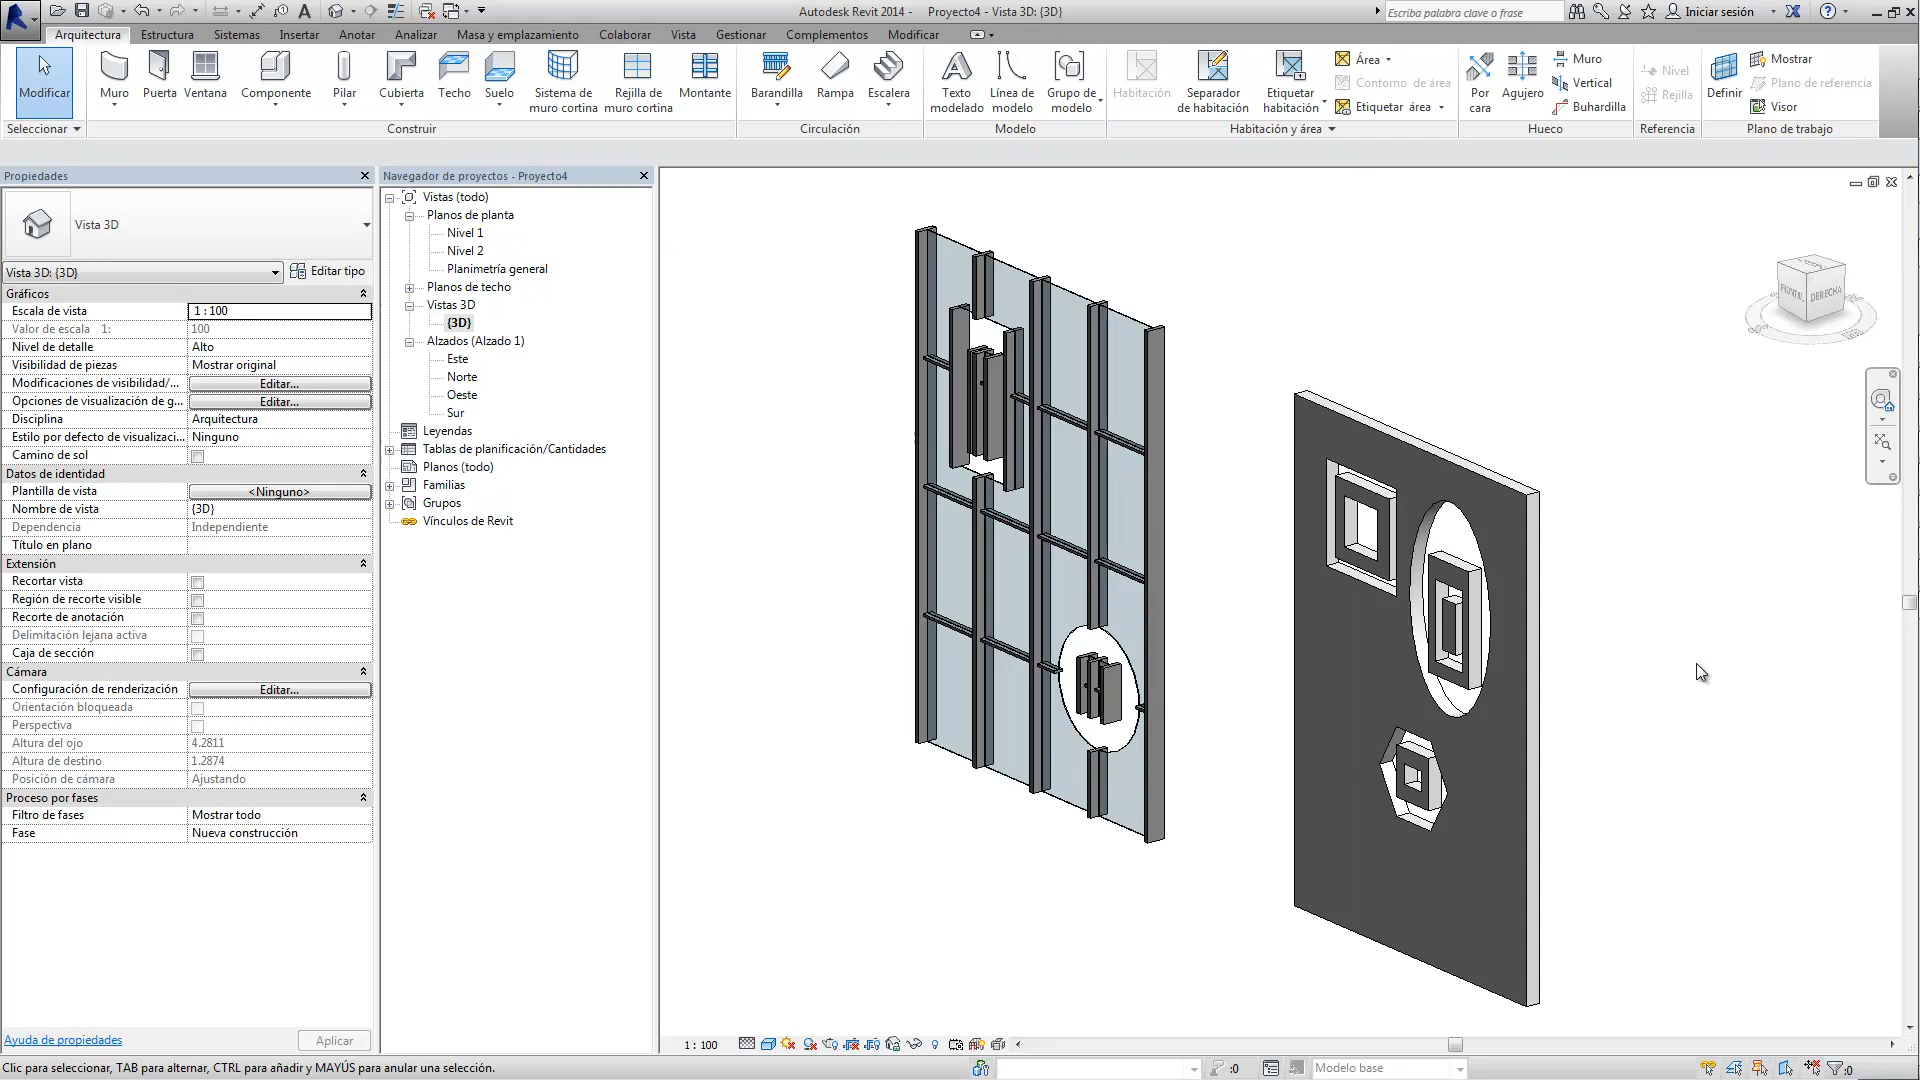 Autodesk Revit 2014 - Proyecto4 - Vista 3D: {3D}
Escriba palabra clave o frase
Iniciar sesión
Arquitectura Estructura Sistemas Insertar Anotar Analizar Masa y emplazamiento Colaborar Vista Gestionar Complementos Modificar
Modificar
Muro
Puerta
Ventana
Componente
Pilar
Cubierta
Techo
Suelo
Sistema de
muro cortina
Rejilla de
muro cortina
Montante
Barandilla
Rampa
Escalera
Texto
modelado
Línea de
modelo
Grupo de
modelo
Habitación
Separador
de habitación
Etiquetar
habitación
Área
Contorno de área
Etiquetar área
Por
cara
Agujero
Muro
Vertical
Buhardilla
Nivel
Rejilla
Definir
Mostrar
Plano de referencia
Visor
Seleccionar
Construir
Circulación
Modelo
Habitación y área
Hueco
Referencia
Plano de trabajo
Propiedades
Vista 3D
Vista 3D: {3D}
Editar tipo
Gráficos
Escala de vista 1 : 100
Valor de escala 1: 100
Nivel de detalle Alto
Visibilidad de piezas Mostrar original
Modificaciones de visibilidad/... Editar...
Opciones de visualización de g... Editar...
Disciplina Arquitectura
Estilo por defecto de visualizaci... Ninguno
Camino de sol
Datos de identidad
Plantilla de vista <Ninguno>
Nombre de vista {3D}
Dependencia Independiente
Título en plano
Extensión
Recortar vista
Región de recorte visible
Recorte de anotación
Delimitación lejana activa
Caja de sección
Cámara
Configuración de renderización Editar...
Orientación bloqueada
Perspectiva
Altura del ojo 4.2811
Altura de destino 1.2874
Posición de cámara Ajustando
Proceso por fases
Filtro de fases Mostrar todo
Fase Nueva construcción
Ayuda de propiedades
Aplicar
Navegador de proyectos - Proyecto4
Vistas (todo)
Planos de planta
Nivel 1
Nivel 2
Planimetría general
Planos de techo
Vistas 3D
{3D}
Alzados (Alzado 1)
Este
Norte
Oeste
Sur
Leyendas
Tablas de planificación/Cantidades
Planos (todo)
Familias
Grupos
Vínculos de Revit
FRONTAL
DERECHA
1 : 100
Clic para seleccionar, TAB para alternar, CTRL para añadir y MAYÚS para anular una selección.
:0
Modelo base
:0